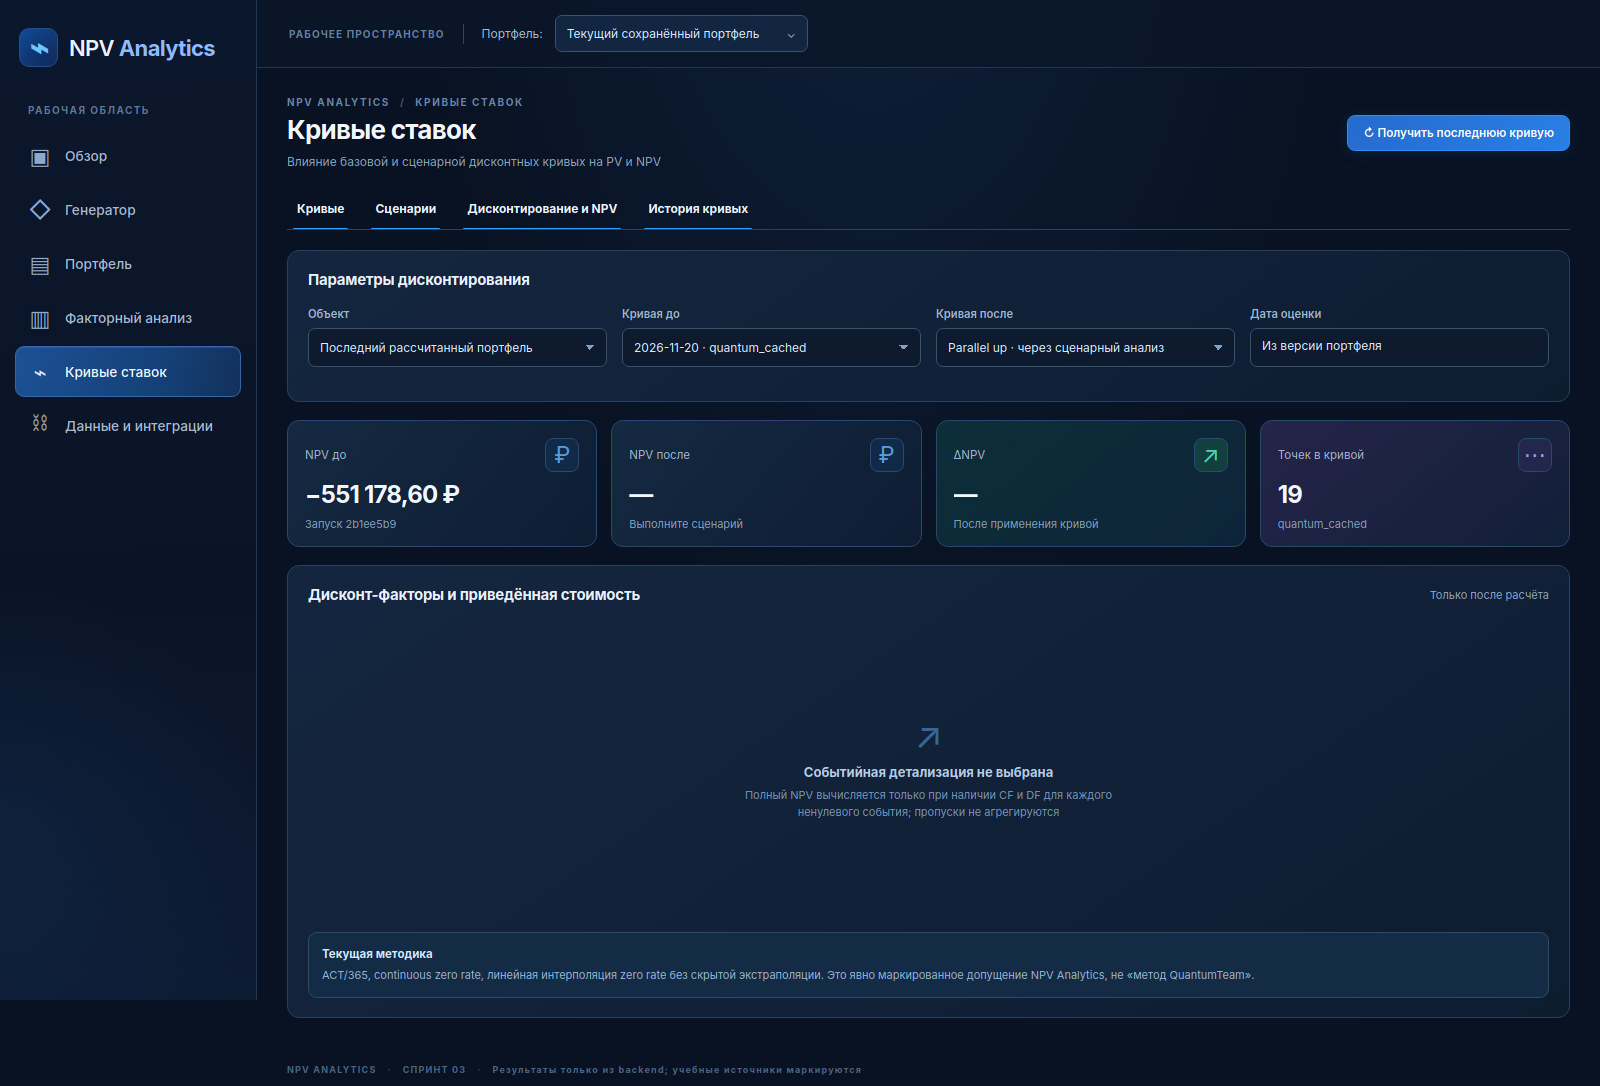 NPV Analytics
РАБОЧАЯ ОБЛАСТЬ
Обзор
Генератор
Портфель
Факторный анализ
Кривые ставок
Данные и интеграции
РАБОЧЕЕ ПРОСТРАНСТВО
Портфель:
Текущий сохранённый портфель
NPV ANALYTICS / КРИВЫЕ СТАВОК
Кривые ставок
Влияние базовой и сценарной дисконтных кривых на PV и NPV
↻ Получить последнюю кривую
Кривые
Сценарии
Дисконтирование и NPV
История кривых
Параметры дисконтирования
Объект
Кривая до
Кривая после
Дата оценки
Последний рассчитанный портфель
2026-11-20 · quantum_cached
Parallel up · через сценарный анализ
Из версии портфеля
NPV до
₽
−551 178,60 ₽
Запуск 2b1ee5b9
NPV после
₽
—
Выполните сценарий
ΔNPV
↗
—
После применения кривой
Точек в кривой
⋯
19
quantum_cached
Дисконт-факторы и приведённая стоимость
Только после расчёта
↗
Событийная детализация не выбрана
Полный NPV вычисляется только при наличии CF и DF для каждого
ненулевого события; пропуски не агрегируются
Текущая методика
ACT/365, continuous zero rate, линейная интерполяция zero rate без скрытой экстраполяции. Это явно маркированное допущение NPV Analytics, не «метод QuantumTeam».
NPV ANALYTICS · СПРИНТ 03 · Результаты только из backend; учебные источники маркируются